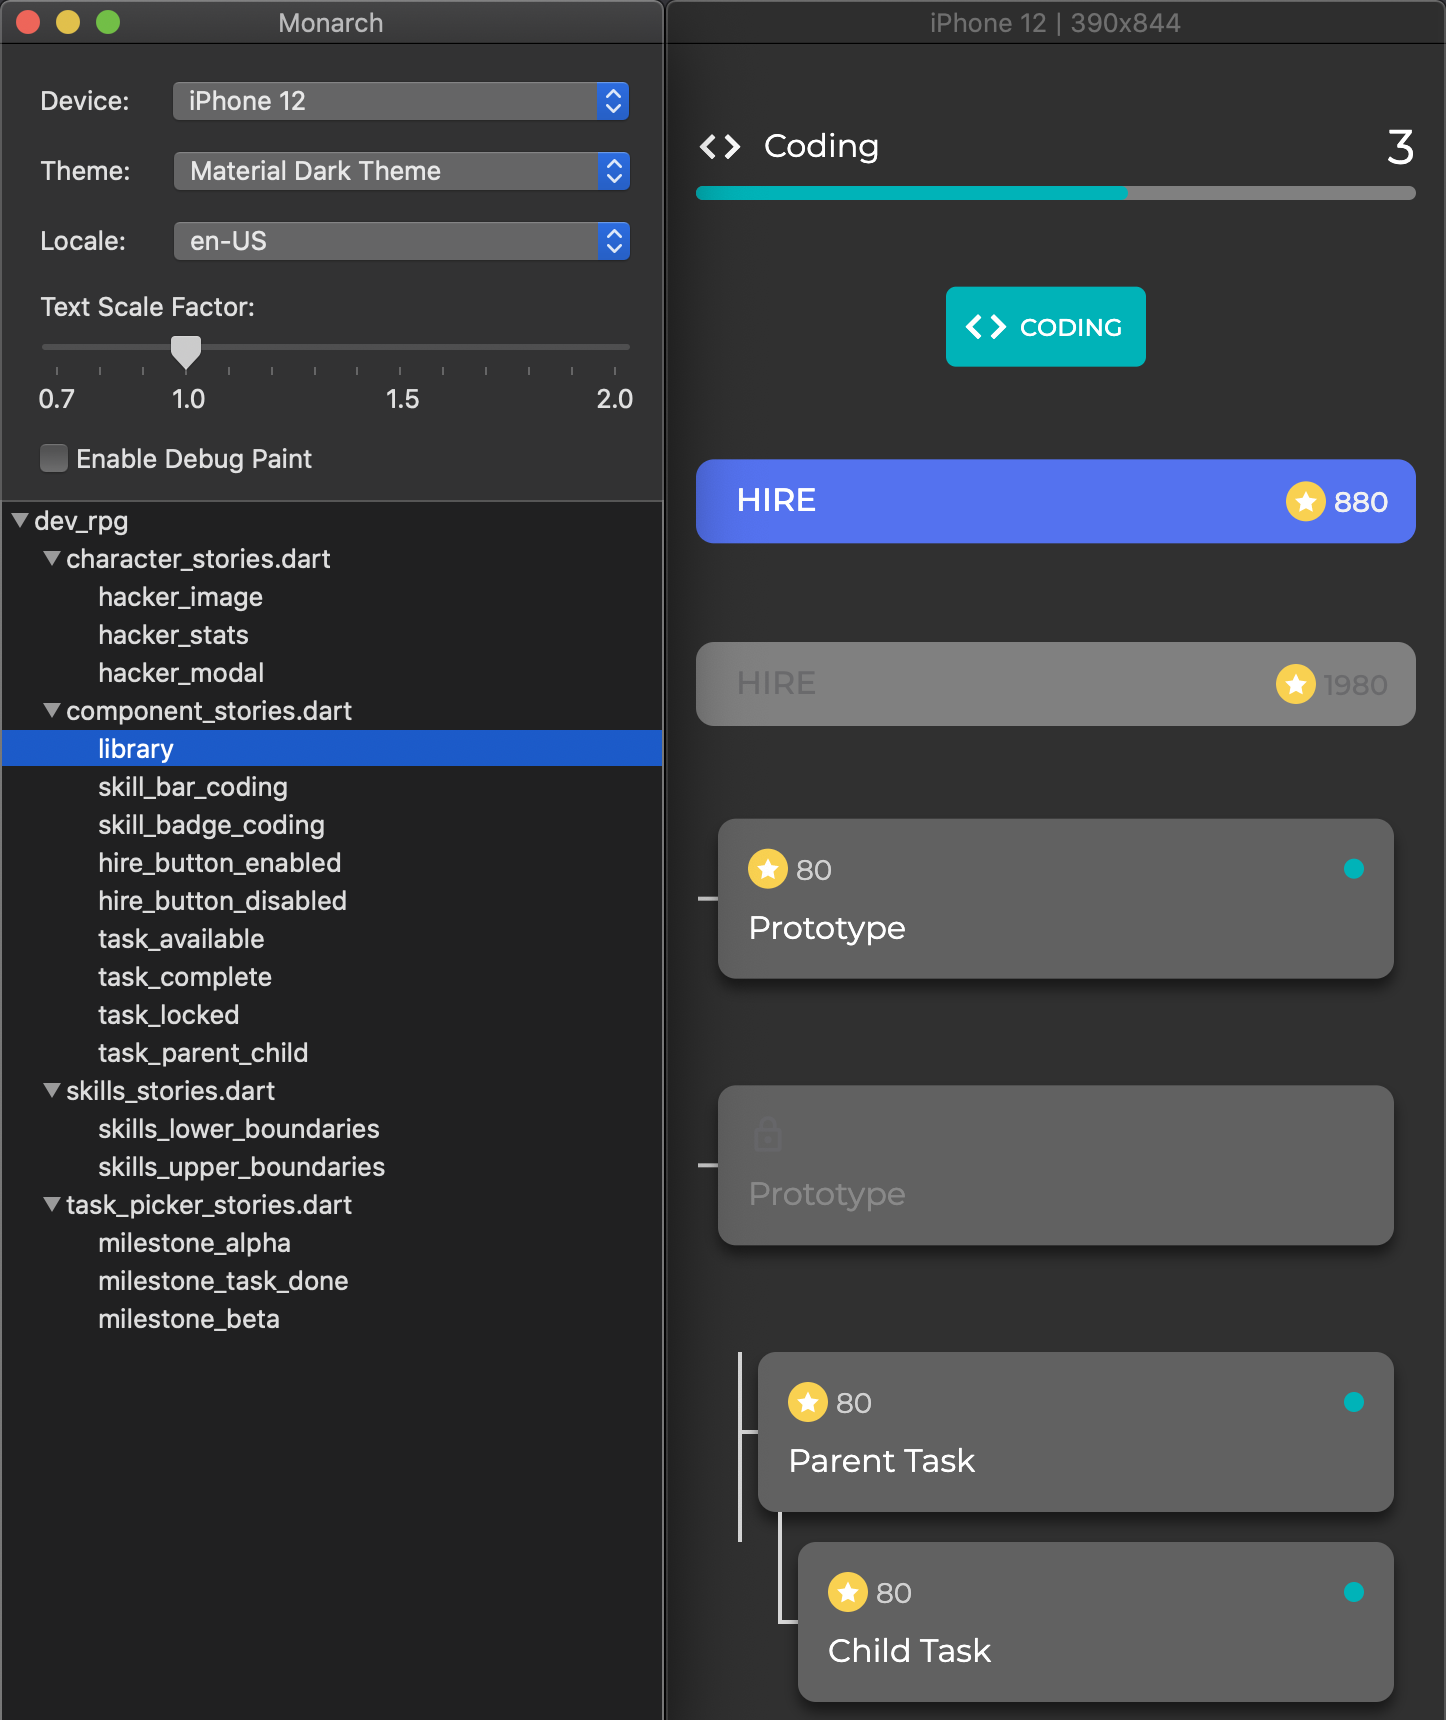 Monarch
Device: iPhone 12
Theme: Material Dark Theme
Locale: en-US
Text Scale Factor:
0.7 1.0 1.5 2.0
Enable Debug Paint
dev_rpg
character_stories.dart
hacker_image
hacker_stats
hacker_modal
component_stories.dart
library
skill_bar_coding
skill_badge_coding
hire_button_enabled
hire_button_disabled
task_available
task_complete
task_locked
task_parent_child
skills_stories.dart
skills_lower_boundaries
skills_upper_boundaries
task_picker_stories.dart
milestone_alpha
milestone_task_done
milestone_beta
iPhone 12 | 390x844
Coding 3
CODING
HIRE 880
HIRE 1980
80
Prototype
Prototype
80
Parent Task
80
Child Task